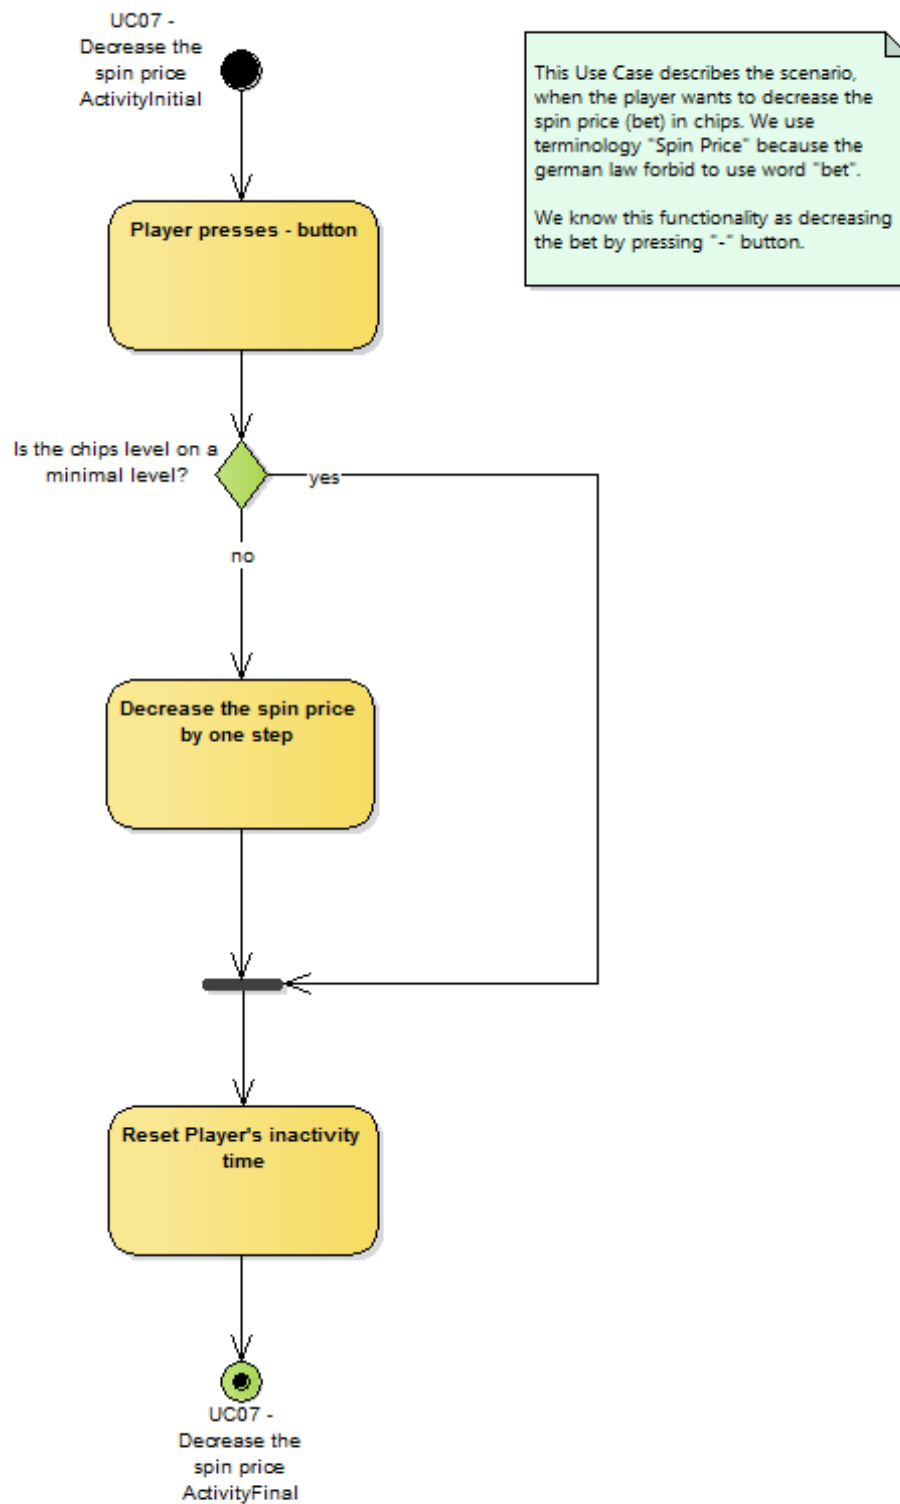 UC07 -
Decrease the
spin price
ActivityInitial
This Use Case describes the scenario,
when the player wants to decrease the
spin price (bet) in chips. We use
terminology "Spin Price" because the
german law forbid to use word "bet".
We know this functionality as decreasing
the bet by pressing "-" button.
Player presses - button
Is the chips level on a
minimal level?
yes
no
Decrease the spin price
by one step
Reset Player's inactivity
time
UC07 -
Decrease the
spin price
ActivityFinal